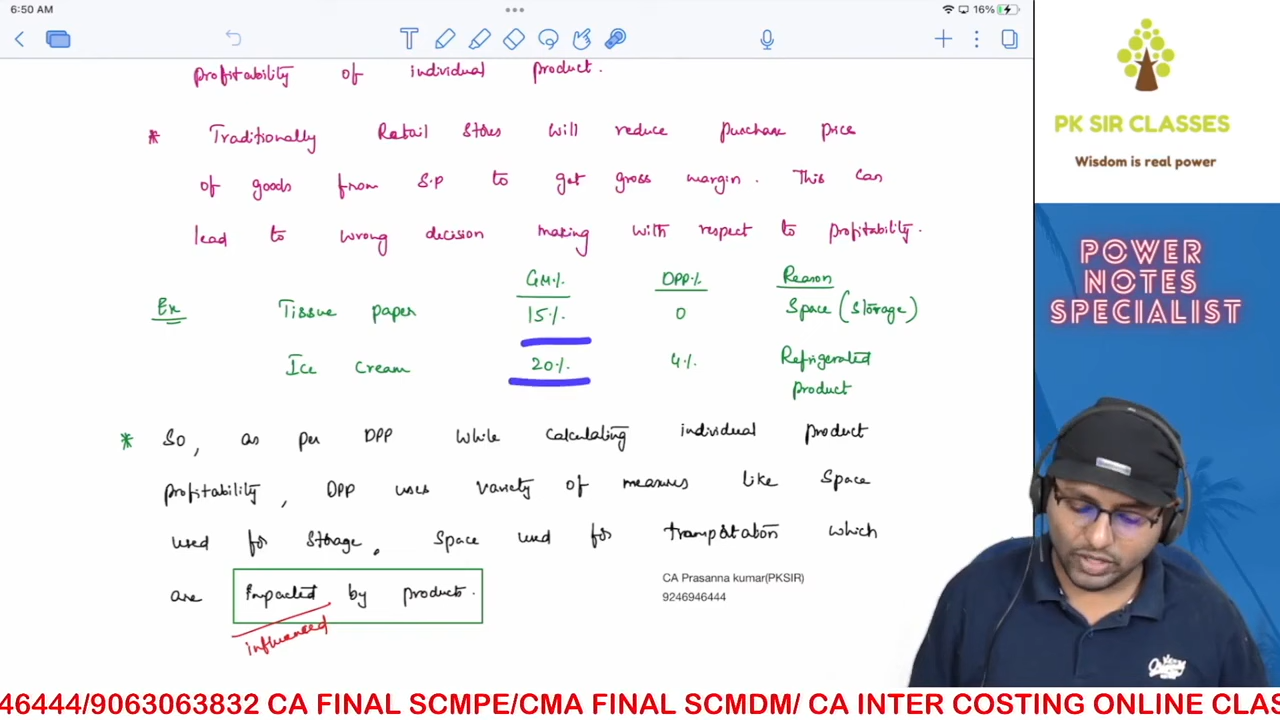 6:50 AM
16%
profitability of individual product.
* Traditionally Retail Stores will reduce purchase price
of goods from S.P to get gross margin. This can
lead to wrong decision making with respect to profitability.
GM.% DPP.% Reason
Ex Tissue paper 15% 0 Space (Storage)
Ice cream 20% 4% Refrigerated
product
* So, as per DPP while calculating individual product
profitability, DPP uses variety of measures like space
used for storage, space used for transportation which
are impacted by products.
influenced
CA Prasanna kumar(PKSIR)
9246946444
PK SIR CLASSES
Wisdom is real power
POWER
NOTES
SPECIALIST
46444/9063063832 CA FINAL SCMPE/CMA FINAL SCMDM/ CA INTER COSTING ONLINE CLAS